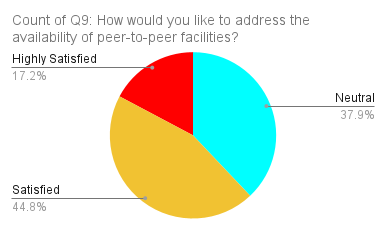 Count of Q9: How would you like to address the
availability of peer-to-peer facilities?
Highly Satisfied
17.2%
Neutral
37.9%
Satisfied
44.8%